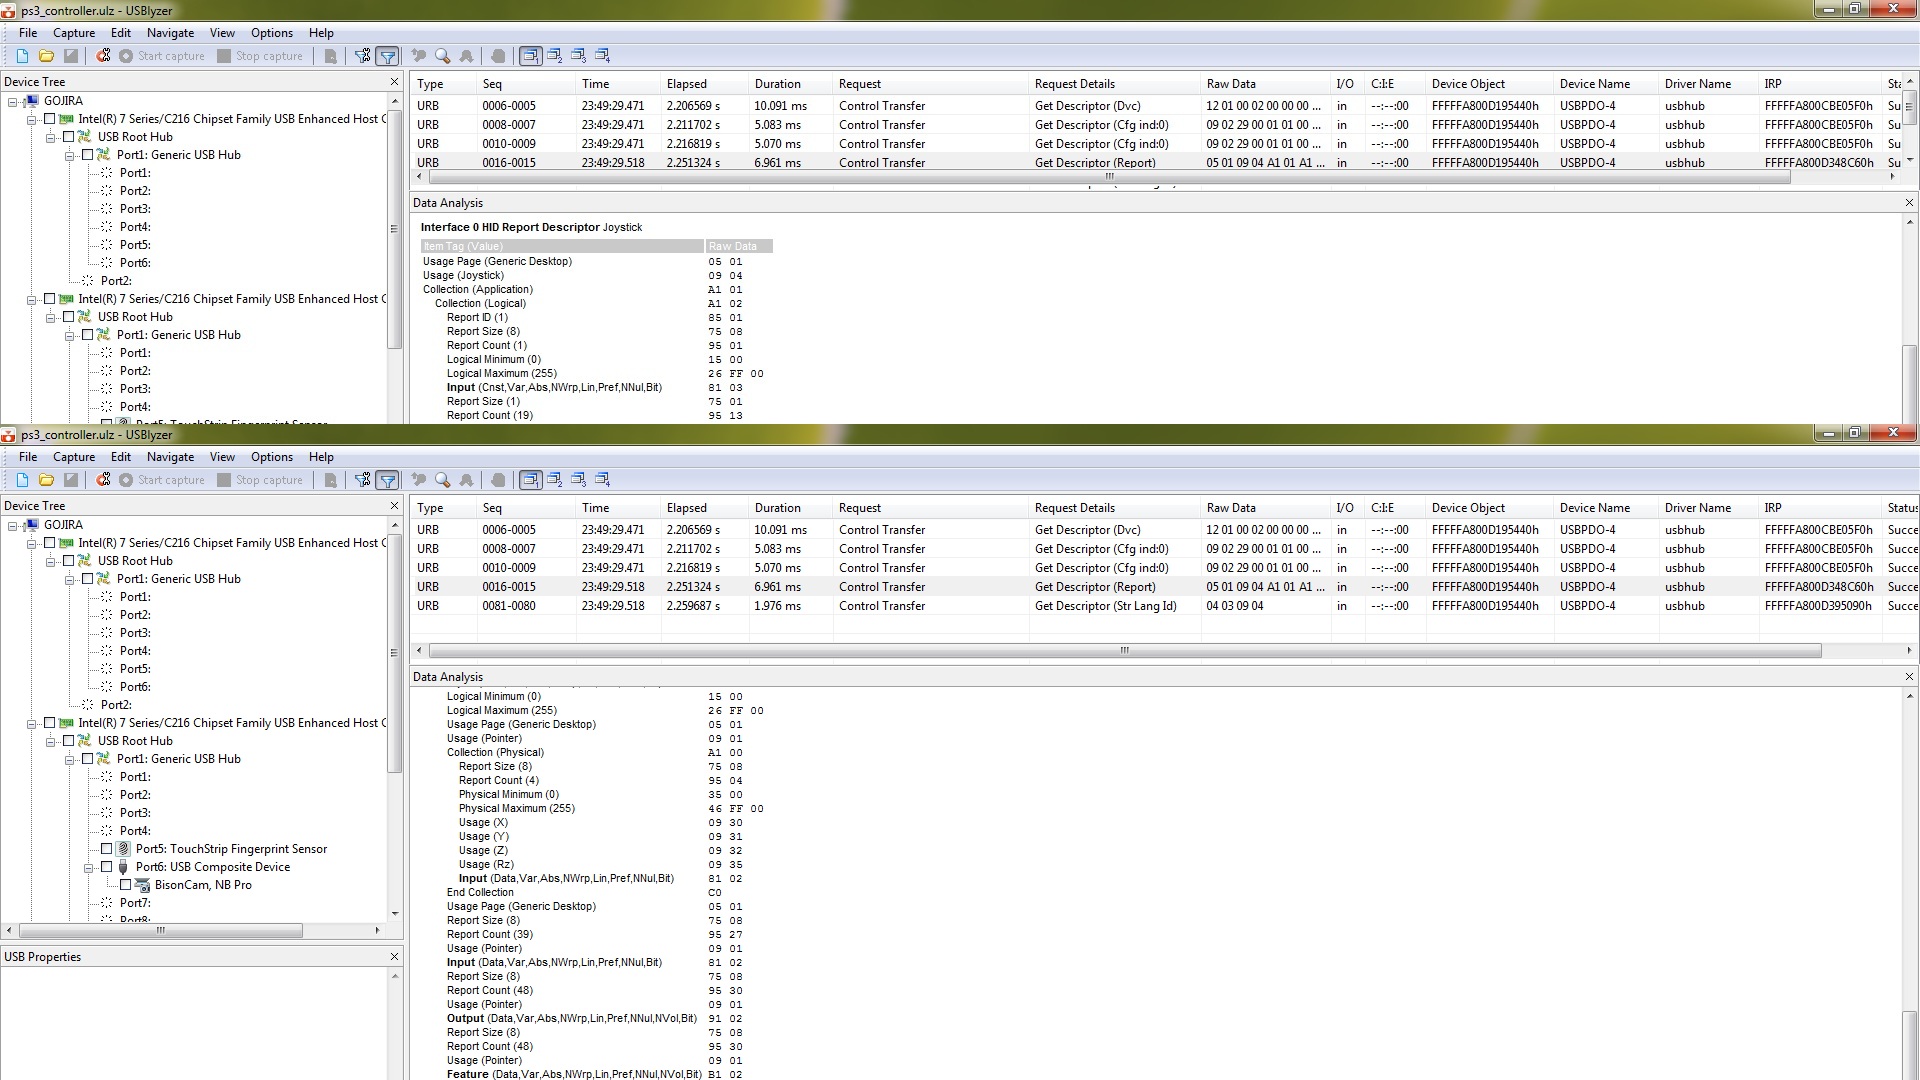 ps3_controller.ulz - USBlyzer
File Capture Edit Navigate View Options Help
Start capture Stop capture
Device Tree
GOJIRA
Intel(R) 7 Series/C216 Chipset Family USB Enhanced Host C
USB Root Hub
Port1: Generic USB Hub
Port1:
Port2:
Port3:
Port4:
Port5:
Port6:
Port2:
Intel(R) 7 Series/C216 Chipset Family USB Enhanced Host C
USB Root Hub
Port1: Generic USB Hub
Port1:
Port2:
Port3:
Port4:
Port5: TouchStrip Fingerprint Sensor
Type Seq Time Elapsed Duration Request Request Details Raw Data I/O C:I:E Device Object Device Name Driver Name IRP Sta
URB 0006-0005 23:49:29.471 2.206569 s 10.091 ms Control Transfer Get Descriptor (Dvc) 12 01 00 02 00 00 00 ... in --:--:00 FFFFFA800D195440h USBPDO-4 usbhub FFFFFA800CBE05F0h Su
URB 0008-0007 23:49:29.471 2.211702 s 5.083 ms Control Transfer Get Descriptor (Cfg ind:0) 09 02 29 00 01 01 00 ... in --:--:00 FFFFFA800D195440h USBPDO-4 usbhub FFFFFA800CBE05F0h Su
URB 0010-0009 23:49:29.471 2.216819 s 5.070 ms Control Transfer Get Descriptor (Cfg ind:0) 09 02 29 00 01 01 00 ... in --:--:00 FFFFFA800D195440h USBPDO-4 usbhub FFFFFA800CBE05F0h Su
URB 0016-0015 23:49:29.518 2.251324 s 6.961 ms Control Transfer Get Descriptor (Report) 05 01 09 04 A1 01 A1 ... in --:--:00 FFFFFA800D195440h USBPDO-4 usbhub FFFFFA800D348C60h Su
Data Analysis
Interface 0 HID Report Descriptor Joystick
Item Tag (Value) Raw Data
Usage Page (Generic Desktop) 05 01
Usage (Joystick) 09 04
Collection (Application) A1 01
Collection (Logical) A1 02
Report ID (1) 85 01
Report Size (8) 75 08
Report Count (1) 95 01
Logical Minimum (0) 15 00
Logical Maximum (255) 26 FF 00
Input (Cnst,Var,Abs,NWrp,Lin,Pref,NNul,Bit) 81 03
Report Size (1) 75 01
Report Count (19) 95 13
ps3_controller.ulz - USBlyzer
File Capture Edit Navigate View Options Help
Start capture Stop capture
Device Tree
GOJIRA
Intel(R) 7 Series/C216 Chipset Family USB Enhanced Host C
USB Root Hub
Port1: Generic USB Hub
Port1:
Port2:
Port3:
Port4:
Port5:
Port6:
Port2:
Intel(R) 7 Series/C216 Chipset Family USB Enhanced Host C
USB Root Hub
Port1: Generic USB Hub
Port1:
Port2:
Port3:
Port4:
Port5: TouchStrip Fingerprint Sensor
Port6: USB Composite Device
BisonCam, NB Pro
Port7:
Port8:
USB Properties
Type Seq Time Elapsed Duration Request Request Details Raw Data I/O C:I:E Device Object Device Name Driver Name IRP Status
URB 0006-0005 23:49:29.471 2.206569 s 10.091 ms Control Transfer Get Descriptor (Dvc) 12 01 00 02 00 00 00 ... in --:--:00 FFFFFA800D195440h USBPDO-4 usbhub FFFFFA800CBE05F0h Succe
URB 0008-0007 23:49:29.471 2.211702 s 5.083 ms Control Transfer Get Descriptor (Cfg ind:0) 09 02 29 00 01 01 00 ... in --:--:00 FFFFFA800D195440h USBPDO-4 usbhub FFFFFA800CBE05F0h Succe
URB 0010-0009 23:49:29.471 2.216819 s 5.070 ms Control Transfer Get Descriptor (Cfg ind:0) 09 02 29 00 01 01 00 ... in --:--:00 FFFFFA800D195440h USBPDO-4 usbhub FFFFFA800CBE05F0h Succe
URB 0016-0015 23:49:29.518 2.251324 s 6.961 ms Control Transfer Get Descriptor (Report) 05 01 09 04 A1 01 A1 ... in --:--:00 FFFFFA800D195440h USBPDO-4 usbhub FFFFFA800D348C60h Succe
URB 0081-0080 23:49:29.518 2.259687 s 1.976 ms Control Transfer Get Descriptor (Str Lang Id) 04 03 09 04 in --:--:00 FFFFFA800D195440h USBPDO-4 usbhub FFFFFA800D395090h Succe
Data Analysis
Logical Minimum (0) 15 00
Logical Maximum (255) 26 FF 00
Usage Page (Generic Desktop) 05 01
Usage (Pointer) 09 01
Collection (Physical) A1 00
Report Size (8) 75 08
Report Count (4) 95 04
Physical Minimum (0) 35 00
Physical Maximum (255) 46 FF 00
Usage (X) 09 30
Usage (Y) 09 31
Usage (Z) 09 32
Usage (Rz) 09 35
Input (Data,Var,Abs,NWrp,Lin,Pref,NNul,Bit) 81 02
End Collection C0
Usage Page (Generic Desktop) 05 01
Report Size (8) 75 08
Report Count (39) 95 27
Usage (Pointer) 09 01
Input (Data,Var,Abs,NWrp,Lin,Pref,NNul,Bit) 81 02
Report Size (8) 75 08
Report Count (48) 95 30
Usage (Pointer) 09 01
Output (Data,Var,Abs,NWrp,Lin,Pref,NNul,NVol,Bit) 91 02
Report Size (8) 75 08
Report Count (48) 95 30
Usage (Pointer) 09 01
Feature (Data,Var,Abs,NWrp,Lin,Pref,NNul,NVol,Bit) B1 02